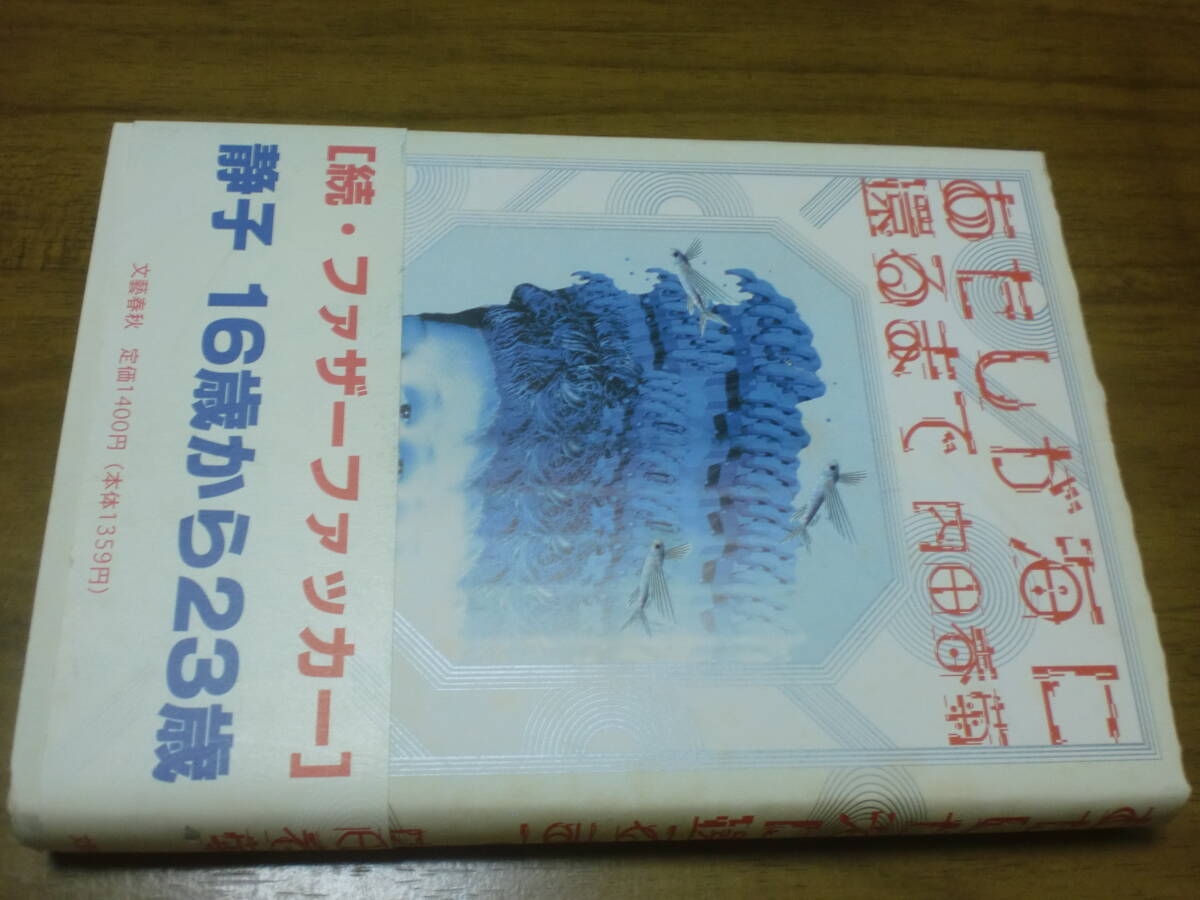 あたしが海に
還るまで
内田春菊
[続・ファザーファッカー]
静子 16歳から23歳
文藝春秋 定価1400円(本体1359円)